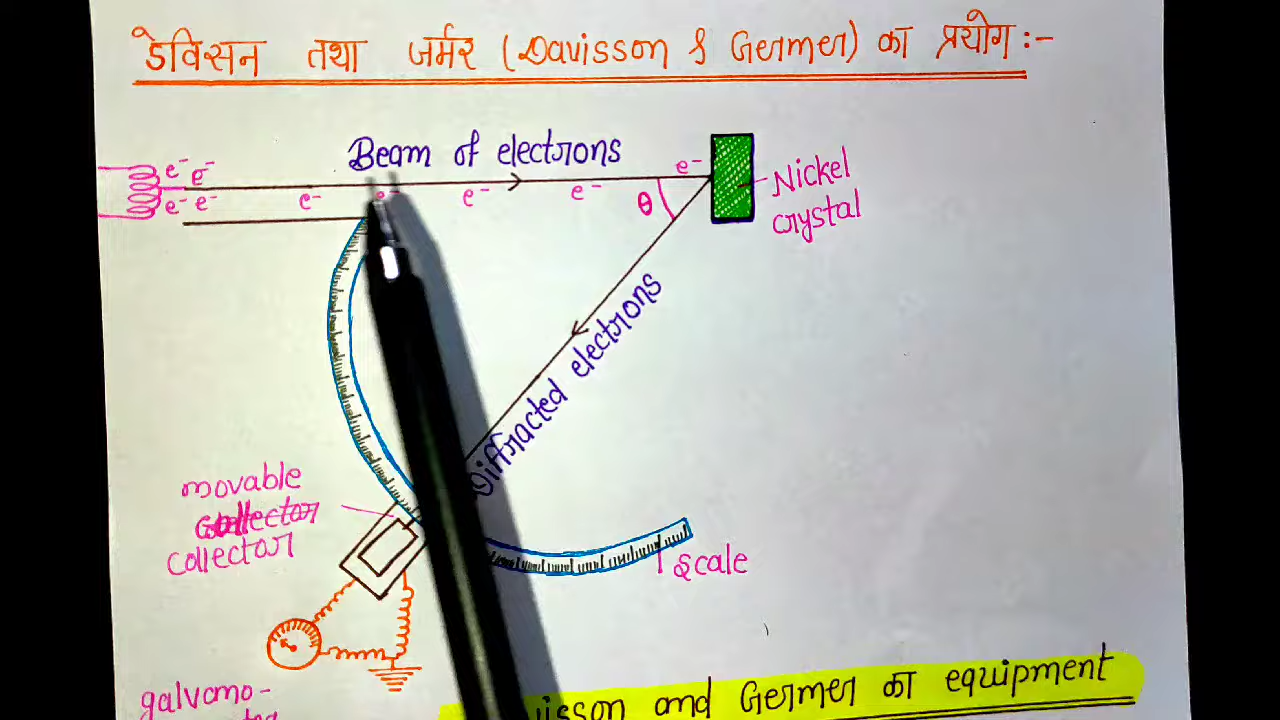 डेविसन तथा जर्मर (Davisson & Germer) का प्रयोग :-
Beam of electrons
e⁻ e⁻
e⁻ e⁻ e⁻ e⁻ e⁻ e⁻ e⁻
θ
Nickel
crystal
Diffracted electrons
movable
collector
collector
scale
galvano-
and Germer का equipment